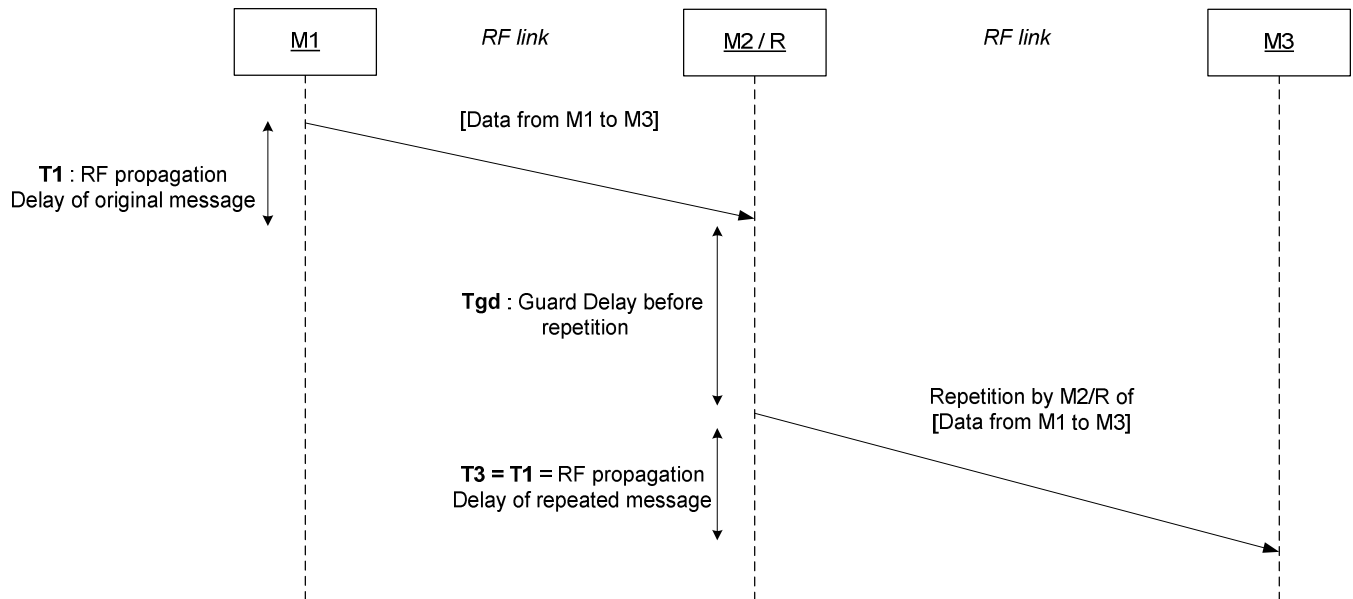 M1
RF link
M2 / R
RF link
M3
[Data from M1 to M3]
T1 : RF propagation
Delay of original message
Tgd : Guard Delay before
repetition
Repetition by M2/R of
[Data from M1 to M3]
T3 = T1 = RF propagation
Delay of repeated message